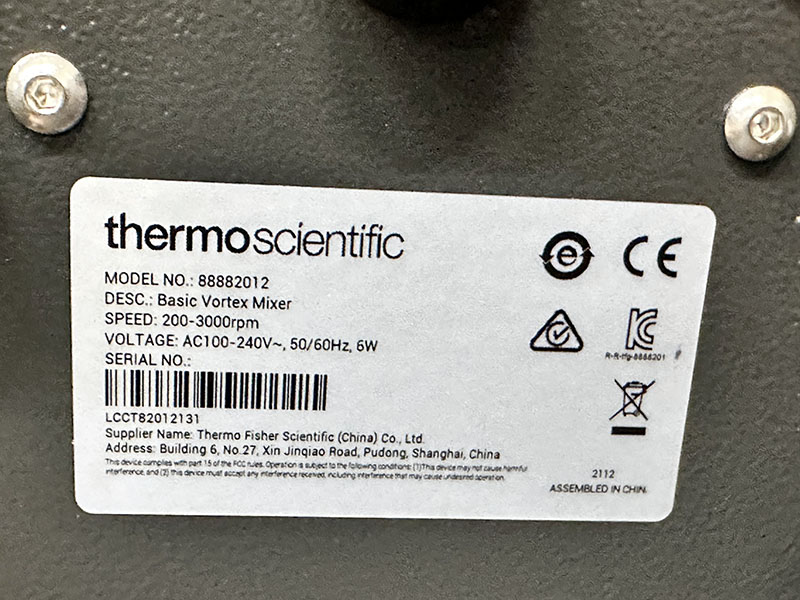 thermoscientific
MODEL NO.: 88882012
DESC.: Basic Vortex Mixer
SPEED: 200-3000rpm
VOLTAGE: AC100-240V~, 50/60Hz, 6W
SERIAL NO.:
LCCT82012131
Supplier Name: Thermo Fisher Scientific (China) Co., Ltd.
Address: Building 6, No.27, Xin Jinqiao Road, Pudong, Shanghai, China
This device complies with part 15 of the FCC rules. Operation is subject to the following conditions: (1)This device may not cause harmful
interference, and (2) this device must accept any interference received, including interference that may cause undesired operation.
e
CE
KC
R-R-tfg-8888201
2112
ASSEMBLED IN CHIN